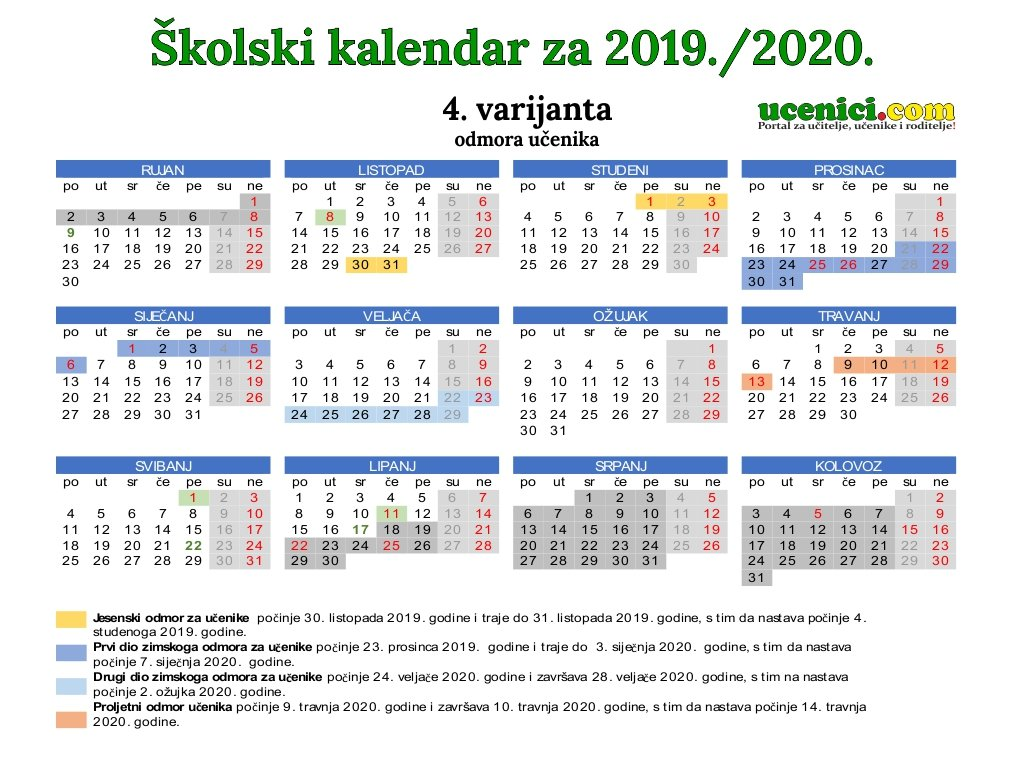 Školski kalendar za 2019./2020.
4. varijanta
odmora učenika
ucenici.com
Portal za učitelje, učenike i roditelje!
RUJAN
po ut sr če pe su ne
1
2 3 4 5 6 7 8
9 10 11 12 13 14 15
16 17 18 19 20 21 22
23 24 25 26 27 28 29
30
LISTOPAD
po ut sr če pe su ne
1 2 3 4 5 6
7 8 9 10 11 12 13
14 15 16 17 18 19 20
21 22 23 24 25 26 27
28 29 30 31
STUDENI
po ut sr če pe su ne
1 2 3
4 5 6 7 8 9 10
11 12 13 14 15 16 17
18 19 20 21 22 23 24
25 26 27 28 29 30
PROSINAC
po ut sr če pe su ne
1
2 3 4 5 6 7 8
9 10 11 12 13 14 15
16 17 18 19 20 21 22
23 24 25 26 27 28 29
30 31
SIJEČANJ
po ut sr če pe su ne
1 2 3 4 5
6 7 8 9 10 11 12
13 14 15 16 17 18 19
20 21 22 23 24 25 26
27 28 29 30 31
VELJAČA
po ut sr če pe su ne
1 2
3 4 5 6 7 8 9
10 11 12 13 14 15 16
17 18 19 20 21 22 23
24 25 26 27 28 29
OŽUJAK
po ut sr če pe su ne
1
2 3 4 5 6 7 8
9 10 11 12 13 14 15
16 17 18 19 20 21 22
23 24 25 26 27 28 29
30 31
TRAVANJ
po ut sr če pe su ne
1 2 3 4 5
6 7 8 9 10 11 12
13 14 15 16 17 18 19
20 21 22 23 24 25 26
27 28 29 30
SVIBANJ
po ut sr če pe su ne
1 2 3
4 5 6 7 8 9 10
11 12 13 14 15 16 17
18 19 20 21 22 23 24
25 26 27 28 29 30 31
LIPANJ
po ut sr če pe su ne
1 2 3 4 5 6 7
8 9 10 11 12 13 14
15 16 17 18 19 20 21
22 23 24 25 26 27 28
29 30
SRPANJ
po ut sr če pe su ne
1 2 3 4 5
6 7 8 9 10 11 12
13 14 15 16 17 18 19
20 21 22 23 24 25 26
27 28 29 30 31
KOLOVOZ
po ut sr če pe su ne
1 2
3 4 5 6 7 8 9
10 11 12 13 14 15 16
17 18 19 20 21 22 23
24 25 26 27 28 29 30
31
Jesenski odmor za učenike počinje 30. listopada 2019. godine i traje do 31. listopada 2019. godine, s tim da nastava počinje 4.
studenoga 2019. godine.
Prvi dio zimskoga odmora za učenike počinje 23. prosinca 2019. godine i traje do 3. siječnja 2020. godine, s tim da nastava
počinje 7. siječnja 2020. godine.
Drugi dio zimskoga odmora za učenike počinje 24. veljače 2020. godine i završava 28. veljače 2020. godine, s tim na nastava
počinje 2. ožujka 2020. godine.
Proljetni odmor učenika počinje 9. travnja 2020. godine i završava 10. travnja 2020. godine, s tim da nastava počinje 14. travnja
2020. godine.